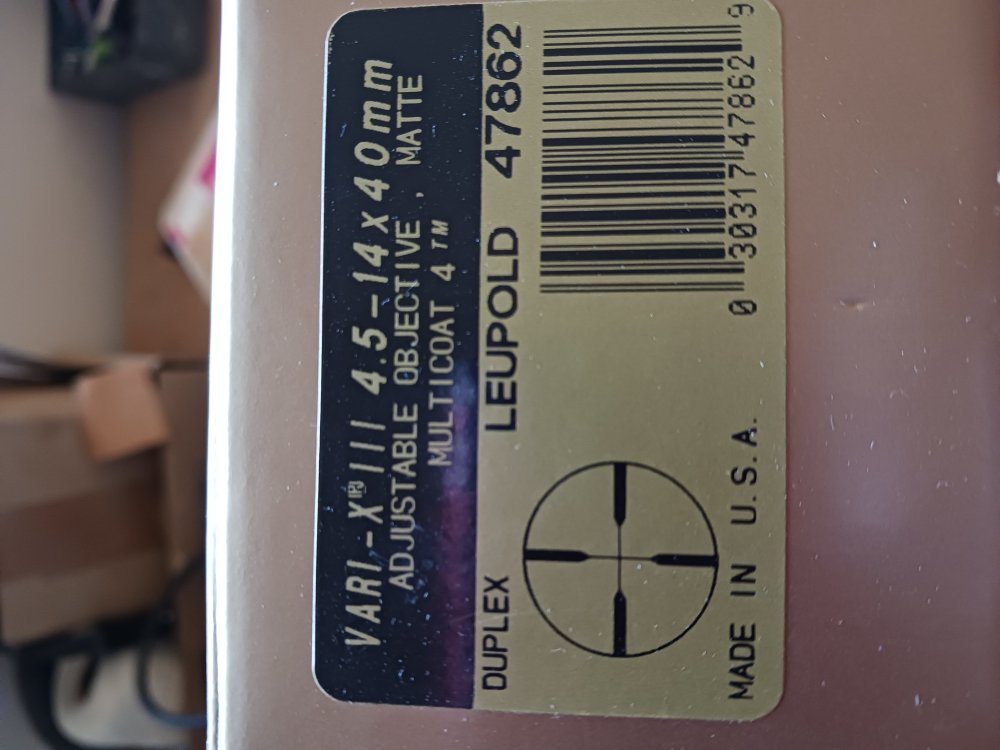 VARI-X® III 4.5-14x40mm
ADJUSTABLE OBJECTIVE, MATTE
MULTICOAT 4™
DUPLEX
LEUPOLD 47862
0 30317 47862 9
MADE IN U.S.A.